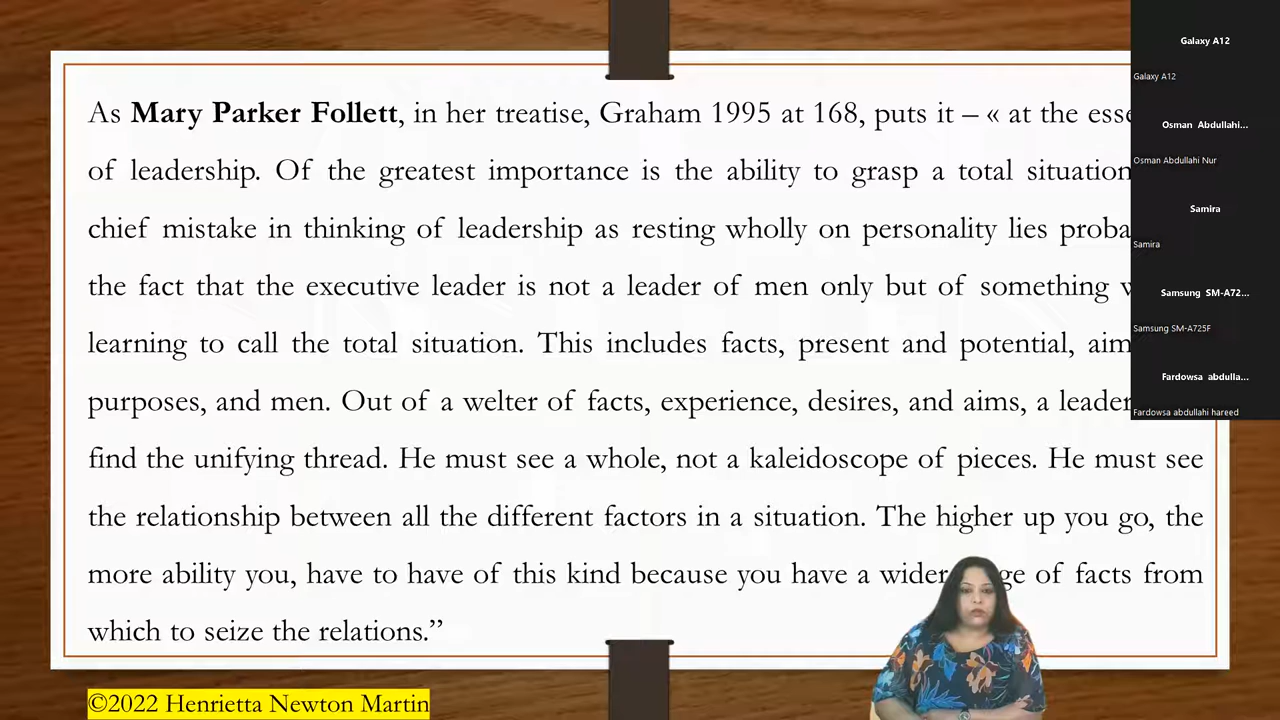 As Mary Parker Follett, in her treatise, Graham 1995 at 168, puts it – « at the
of leadership. Of the greatest importance is the ability to grasp a total situation
chief mistake in thinking of leadership as resting wholly on personality lies
the fact that the executive leader is not a leader of men only but of something
learning to call the total situation. This includes facts, present and potential,
purposes, and men. Out of a welter of facts, experience, desires, and aims, a leader
find the unifying thread. He must see a whole, not a kaleidoscope of pieces. He must see
the relationship between all the different factors in a situation. The higher up you go, the
more ability you, have to have of this kind because you have a wider of facts from
which to seize the relations.”
©2022 Henrietta Newton Martin
Galaxy A12
Galaxy A12
Osman Abdullahi...
Osman Abdullahi Nur
Samira
Samira
Samsung SM-A72...
Samsung SM-A725F
Fardowsa abdulla...
Fardowsa abdullahi hareed